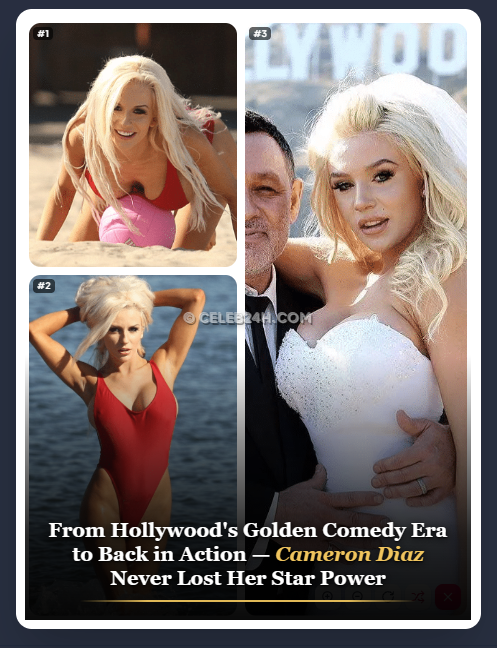 #1
#3
LYWOO
#2
© CELEB24H.COM
From Hollywood's Golden Comedy Era
to Back in Action — Cameron Diaz
Never Lost Her Star Power